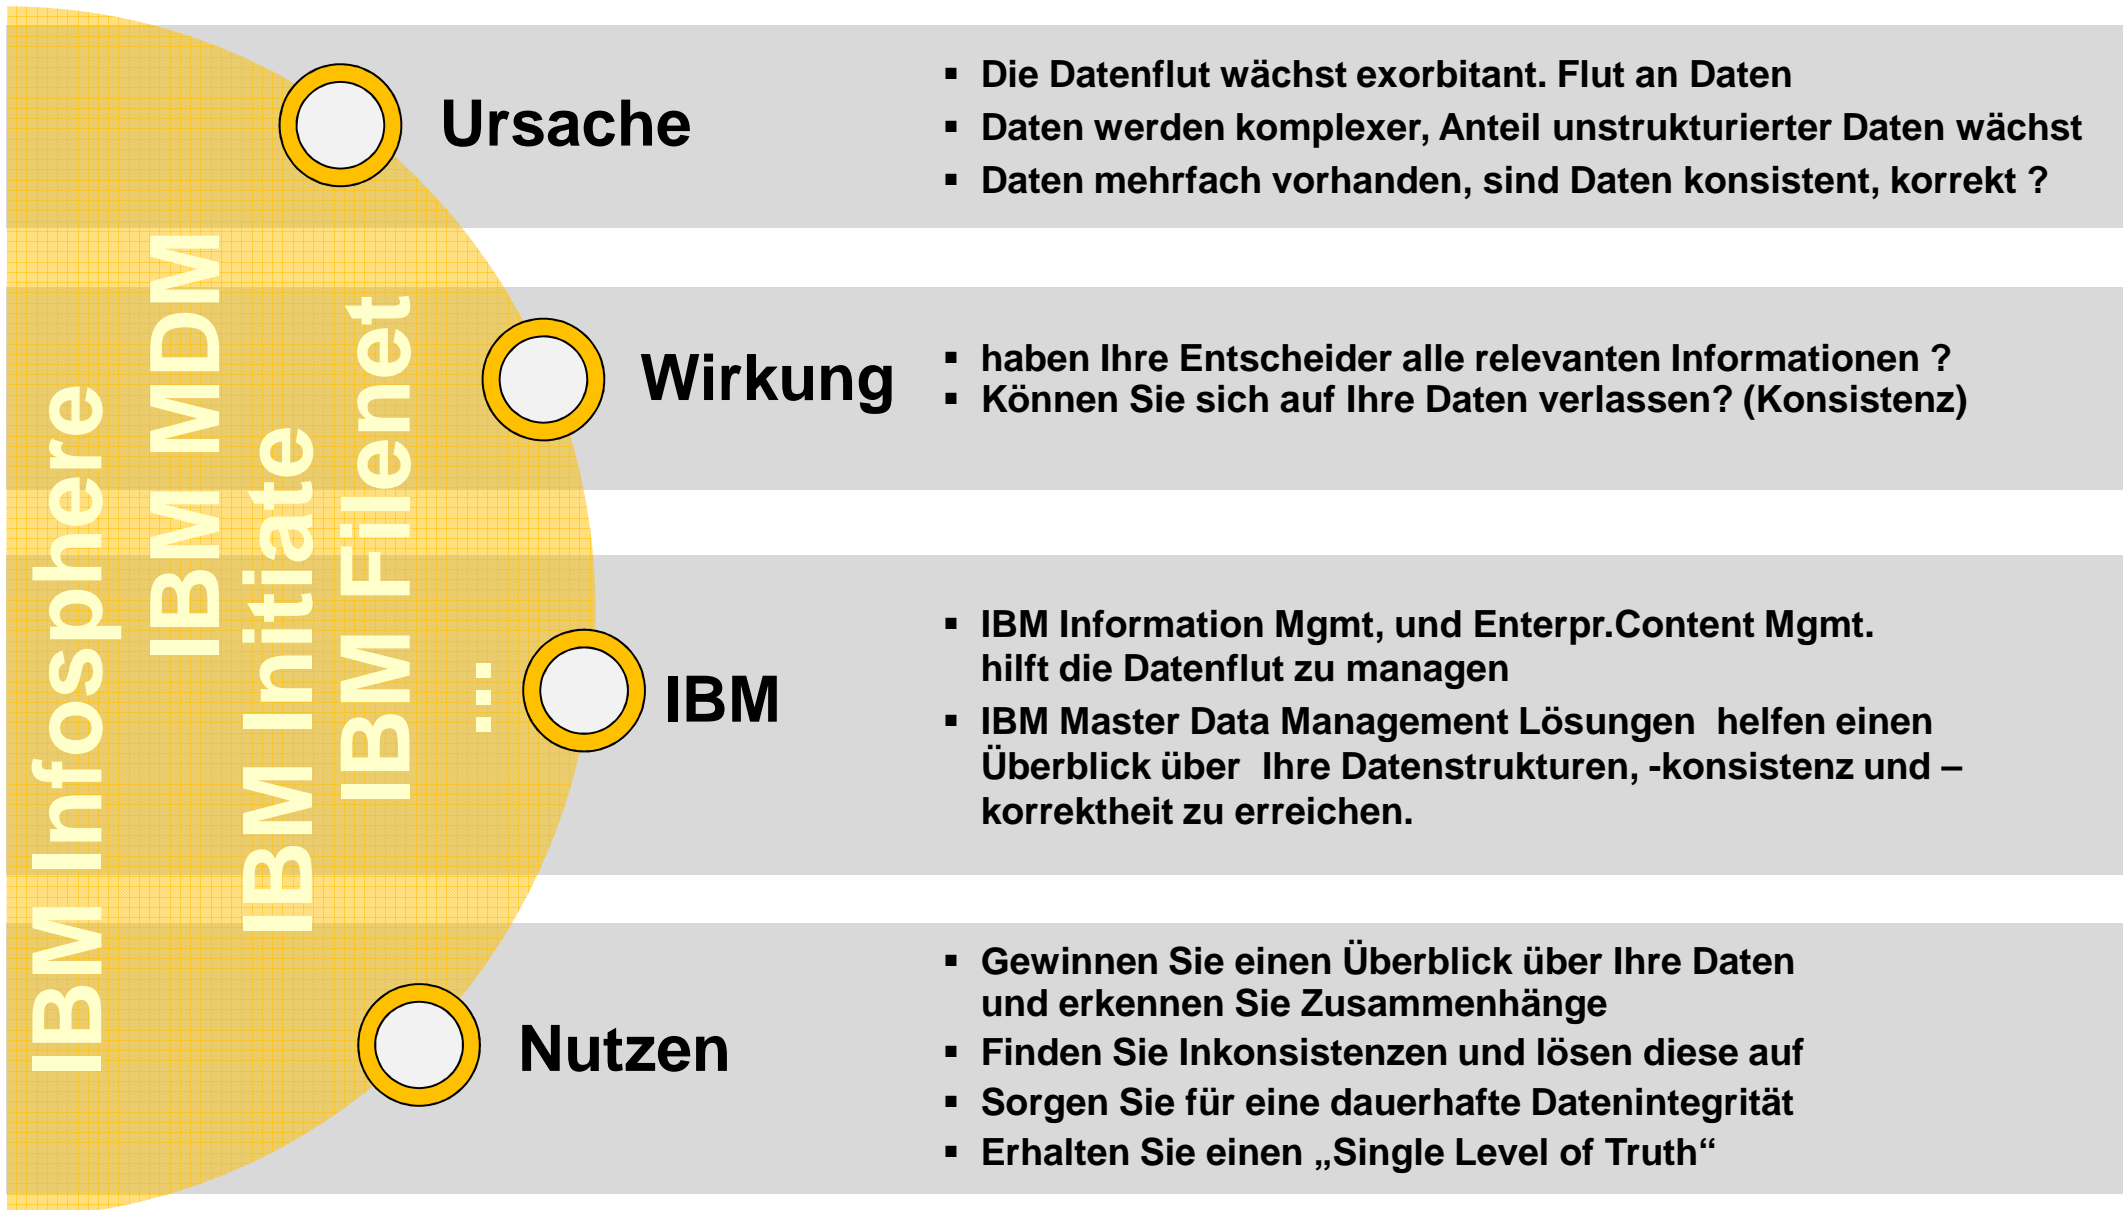 IBM Infosphere
IBM MDM
IBM Initiate
IBM Filenet
...
Ursache
▪ Die Datenflut wächst exorbitant. Flut an Daten
▪ Daten werden komplexer, Anteil unstrukturierter Daten wächst
▪ Daten mehrfach vorhanden, sind Daten konsistent, korrekt ?
Wirkung
▪ haben Ihre Entscheider alle relevanten Informationen ?
▪ Können Sie sich auf Ihre Daten verlassen? (Konsistenz)
IBM
▪ IBM Information Mgmt, und Enterpr.Content Mgmt.
hilft die Datenflut zu managen
▪ IBM Master Data Management Lösungen helfen einen
Überblick über Ihre Datenstrukturen, -konsistenz und –
korrektheit zu erreichen.
Nutzen
▪ Gewinnen Sie einen Überblick über Ihre Daten
und erkennen Sie Zusammenhänge
▪ Finden Sie Inkonsistenzen und lösen diese auf
▪ Sorgen Sie für eine dauerhafte Datenintegrität
▪ Erhalten Sie einen „Single Level of Truth“